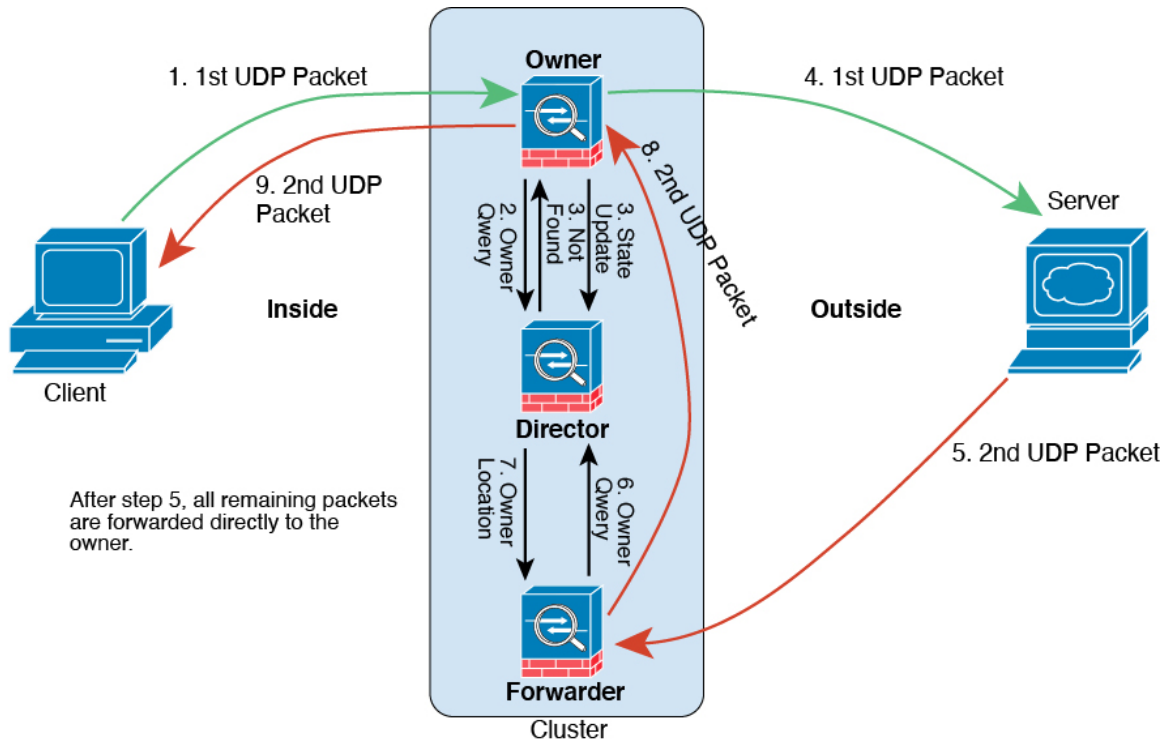 Owner
1. 1st UDP Packet
4. 1st UDP Packet
9. 2nd UDP
Packet
2. Owner
Qwery
3. Not
Found
3. State
Update
8. 2nd UDP Packet
Server
Inside
Outside
Client
Director
5. 2nd UDP Packet
7. Owner
Location
6. Owner
Qwery
After step 5, all remaining packets
are forwarded directly to the
owner.
Forwarder
Cluster